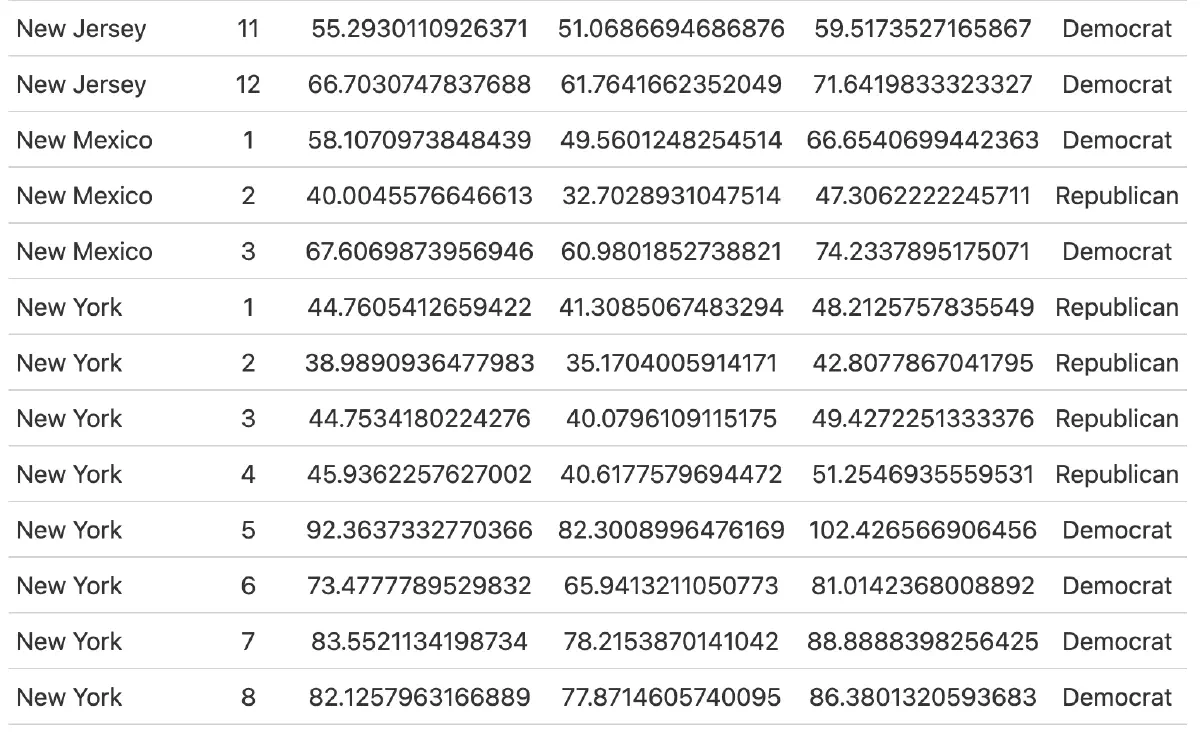 New Jersey 11 55.2930110926371 51.0686694686876 59.5173527165867 Democrat
New Jersey 12 66.7030747837688 61.7641662352049 71.6419833323327 Democrat
New Mexico 1 58.1070973848439 49.5601248254514 66.6540699442363 Democrat
New Mexico 2 40.0045576646613 32.7028931047514 47.3062222245711 Republican
New Mexico 3 67.6069873956946 60.9801852738821 74.2337895175071 Democrat
New York 1 44.7605412659422 41.3085067483294 48.2125757835549 Republican
New York 2 38.9890936477983 35.1704005914171 42.8077867041795 Republican
New York 3 44.7534180224276 40.0796109115175 49.4272251333376 Republican
New York 4 45.9362257627002 40.6177579694472 51.2546935559531 Republican
New York 5 92.3637332770366 82.3008996476169 102.426566906456 Democrat
New York 6 73.4777789529832 65.9413211050773 81.0142368008892 Democrat
New York 7 83.5521134198734 78.2153870141042 88.8888398256425 Democrat
New York 8 82.1257963166889 77.8714605740095 86.3801320593683 Democrat